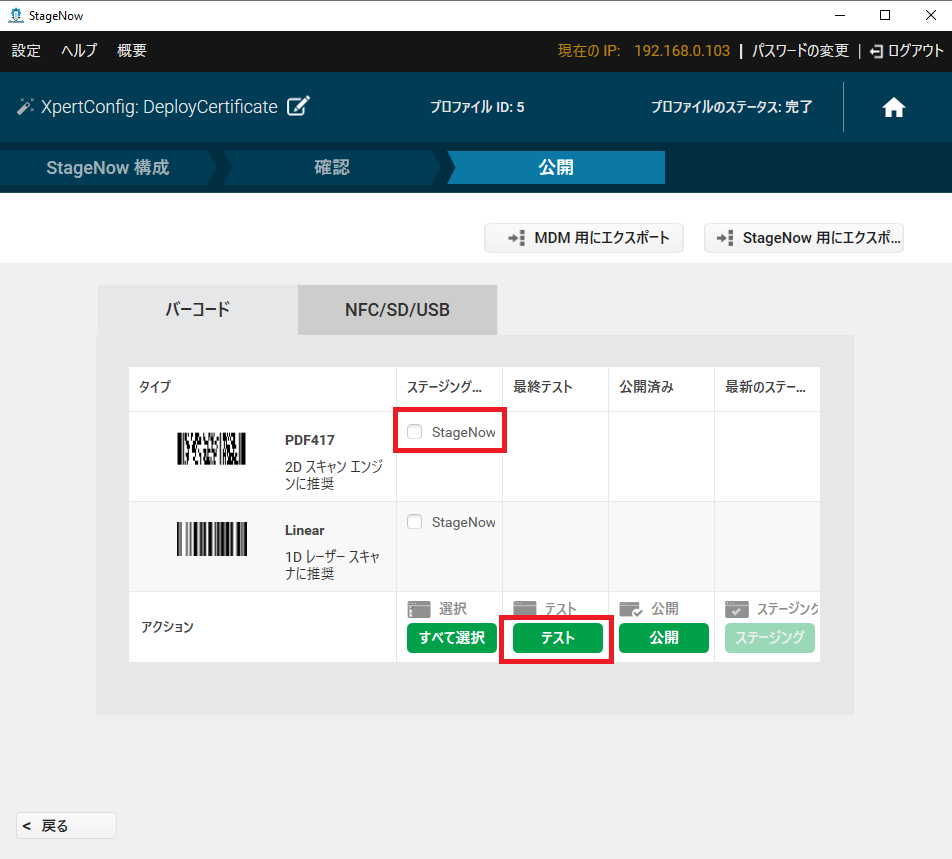 StageNow
設定 ヘルプ 概要 現在の IP: 192.168.0.103 | パスワードの変更 | ログアウト
XpertConfig: DeployCertificate プロファイル ID: 5 プロファイルのステータス: 完了
StageNow 構成 確認 公開
MDM 用にエクスポート StageNow 用にエクスポ...
バーコード NFC/SD/USB
タイプ ステージング... 最終テスト 公開済み 最新のステー...
PDF417 StageNow
2D スキャン エンジ
ンに推奨
Linear StageNow
1D レーザー スキャ
ナに推奨
アクション
選択 テスト 公開 ステージング
すべて選択 テスト 公開 ステージング
< 戻る